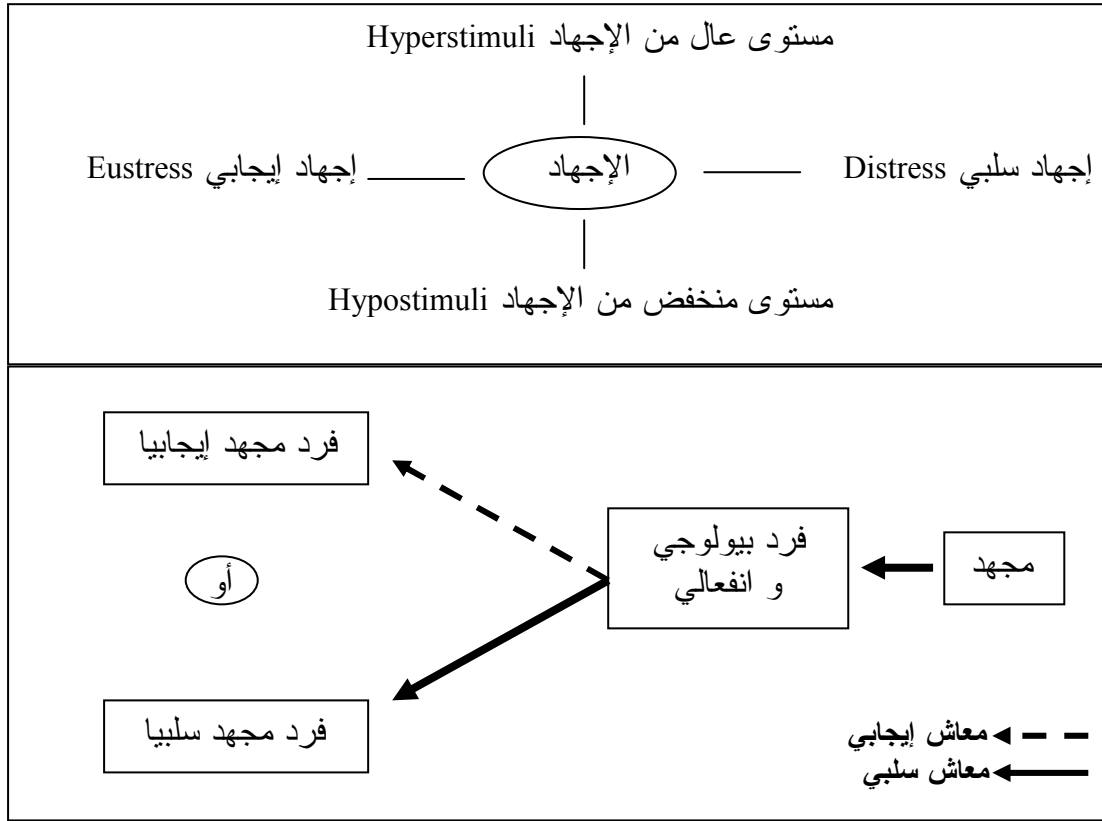 مستوى عال من الإجهاد Hyperstimuli
إجهاد سلبي Distress
الإجهاد
إجهاد إيجابي Eustress
مستوى منخفض من الإجهاد Hypostimuli
فرد مجهد إيجابيا
مجهد
فرد بيولوجي
و انفعالي
أو
فرد مجهد سلبيا
معاش إيجابي
معاش سلبي